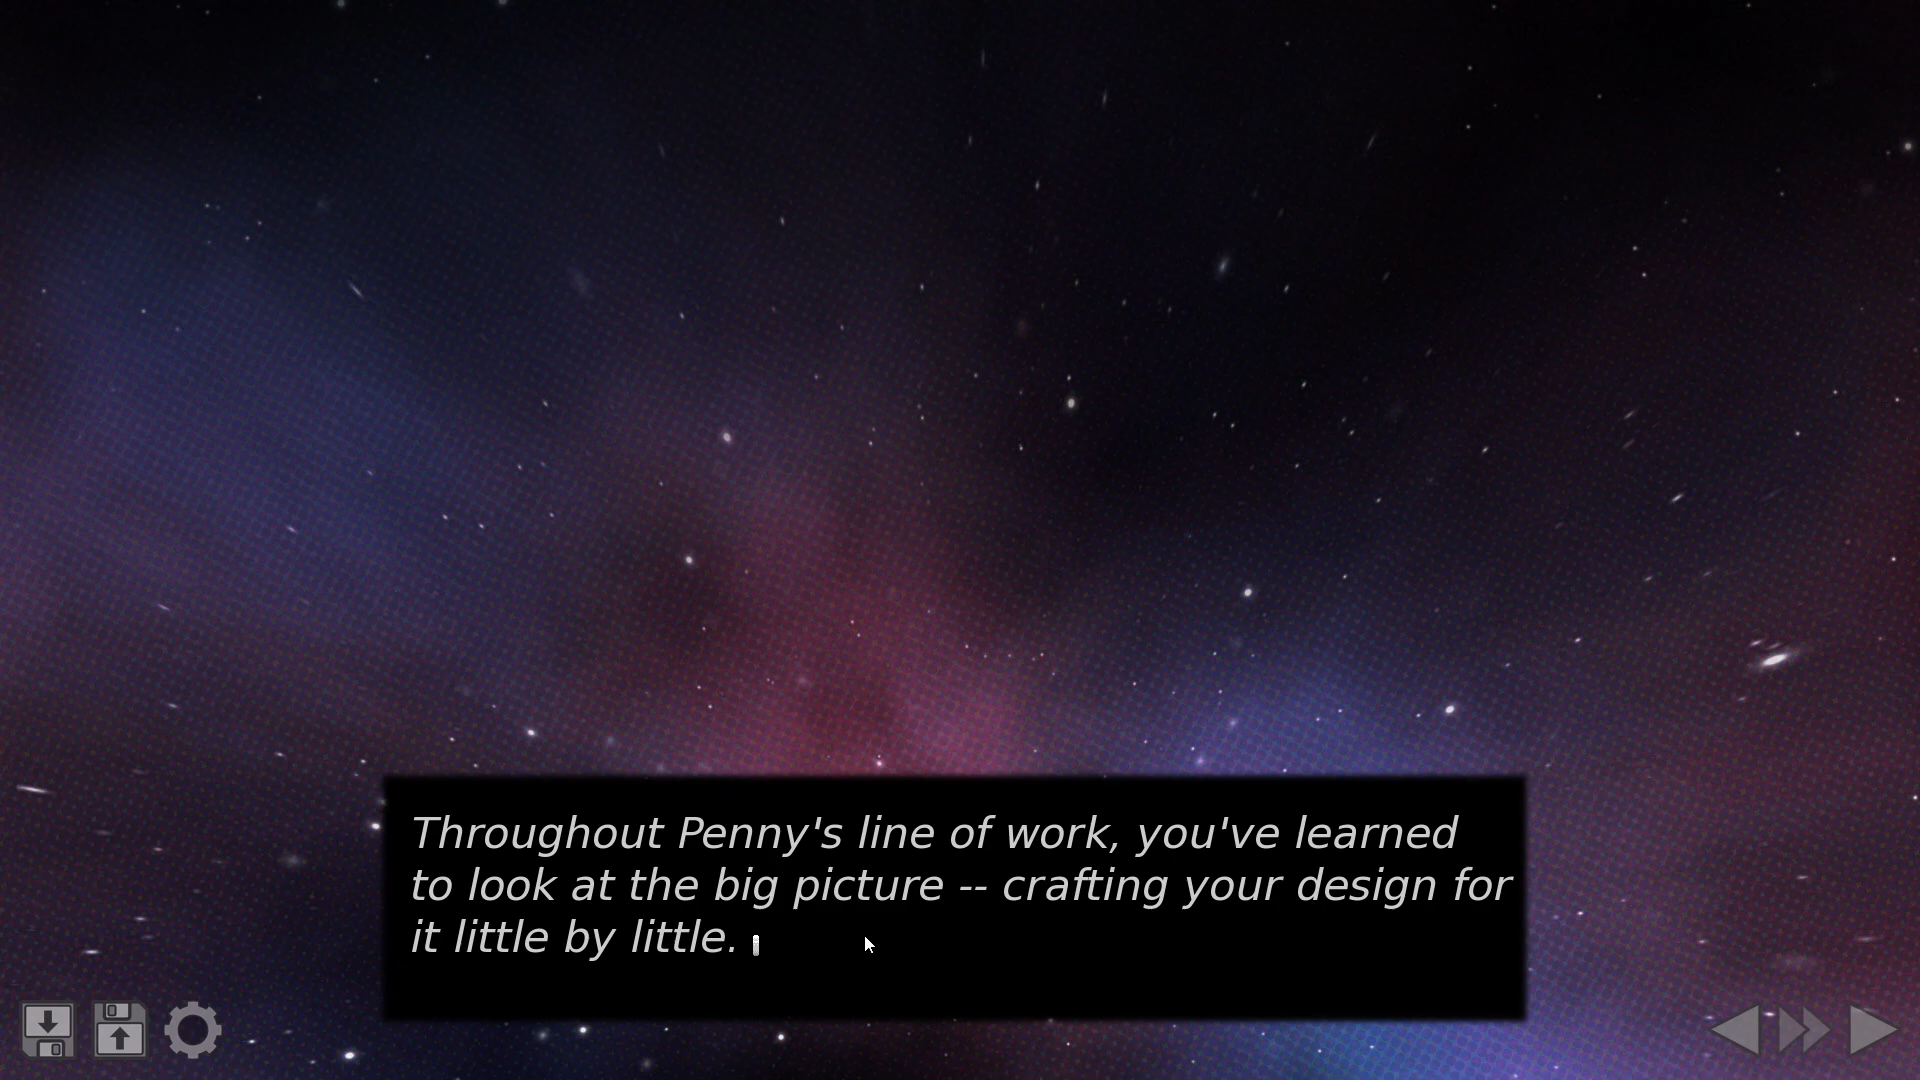 Throughout Penny's line of work, you've learned
to look at the big picture -- crafting your design for
it little by little.